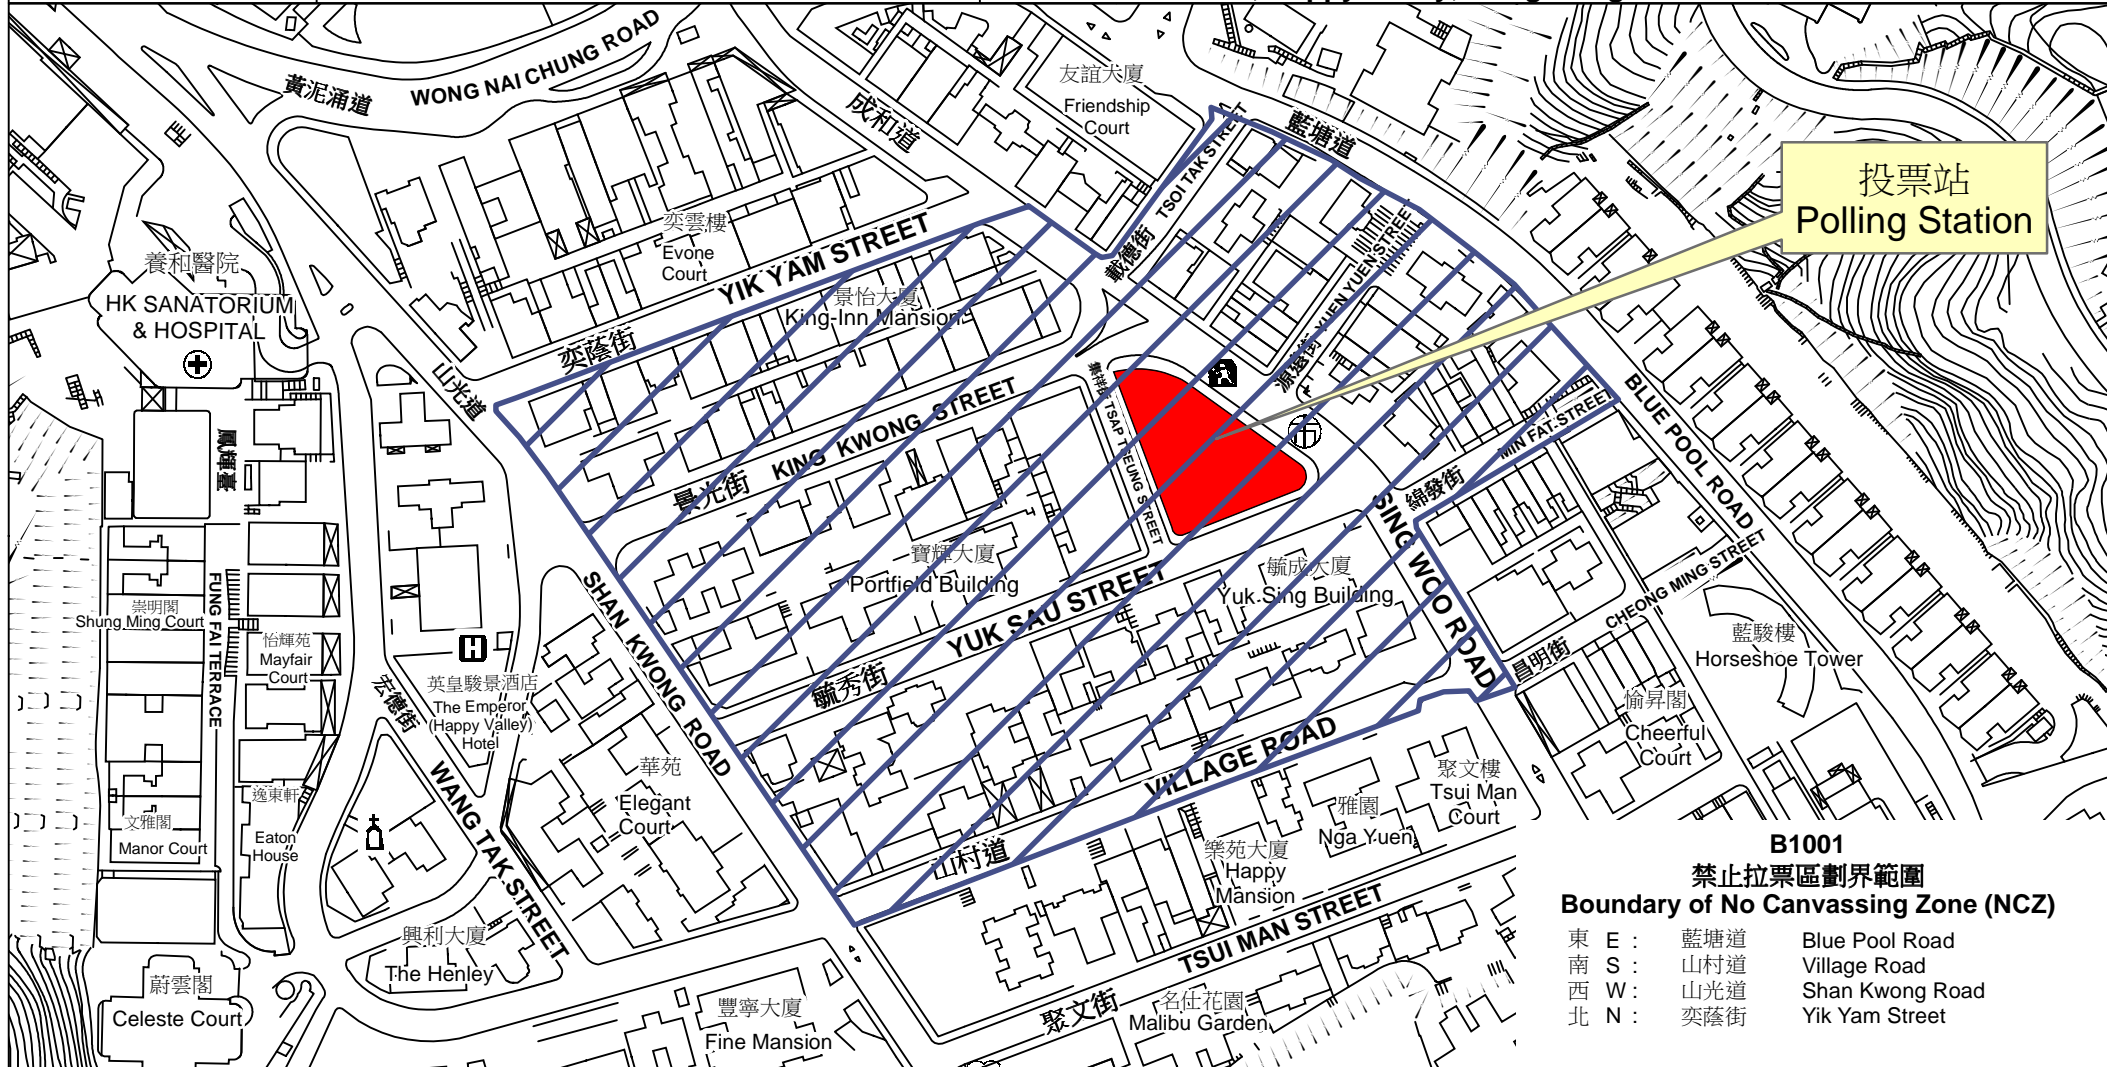 黃泥涌道
WONG NAI CHUNG ROAD
成和道
友誼大廈
Friendship
Court
藍塘道
TSOI TAK STREET
載德街
投票站
Polling Station
奕雲樓
Evone
Court
YIK YAM STREET
奕蔭街
景怡大廈
King-Inn Mansion
養和醫院
HK SANATORIUM
& HOSPITAL
山光道
YUEN YUEN STREET
源遠街
KING KWONG STREET
景光街
TSAP TSEUNG STREET
MIN FAT STREET
綿發街
BLUE POOL ROAD
鳳輝臺
FUNG FAI TERRACE
寶輝大廈
Portfield Building
毓成大廈
Yuk Sing Building
SING WOO ROAD
CHEONG MING STREET
昌明街
崇明閣
Shung Ming Court
怡輝苑
Mayfair
Court
SHAN KWONG ROAD
YUK SAU STREET
毓秀街
藍駿樓
Horseshoe Tower
H
英皇駿景酒店
The Emperor
(Happy Valley)
Hotel
宏德街
WANG TAK STREET
愉昇閣
Cheerful
Court
華苑
Elegant
Court
VILLAGE ROAD
山村道
聚文樓
Tsui Man
Court
雅園
Nga Yuen
樂苑大廈
Happy
Mansion
逸東軒
Eaton
House
文雅閣
Manor Court
興利大廈
The Henley
蔚雲閣
Celeste Court
豐寧大廈
Fine Mansion
TSUI MAN STREET
聚文街
名仕花園
Malibu Garden
B1001
禁止拉票區劃界範圍
Boundary of No Canvassing Zone (NCZ)
東 E : 藍塘道 Blue Pool Road
南 S : 山村道 Village Road
西 W : 山光道 Shan Kwong Road
北 N : 奕蔭街 Yik Yam Street